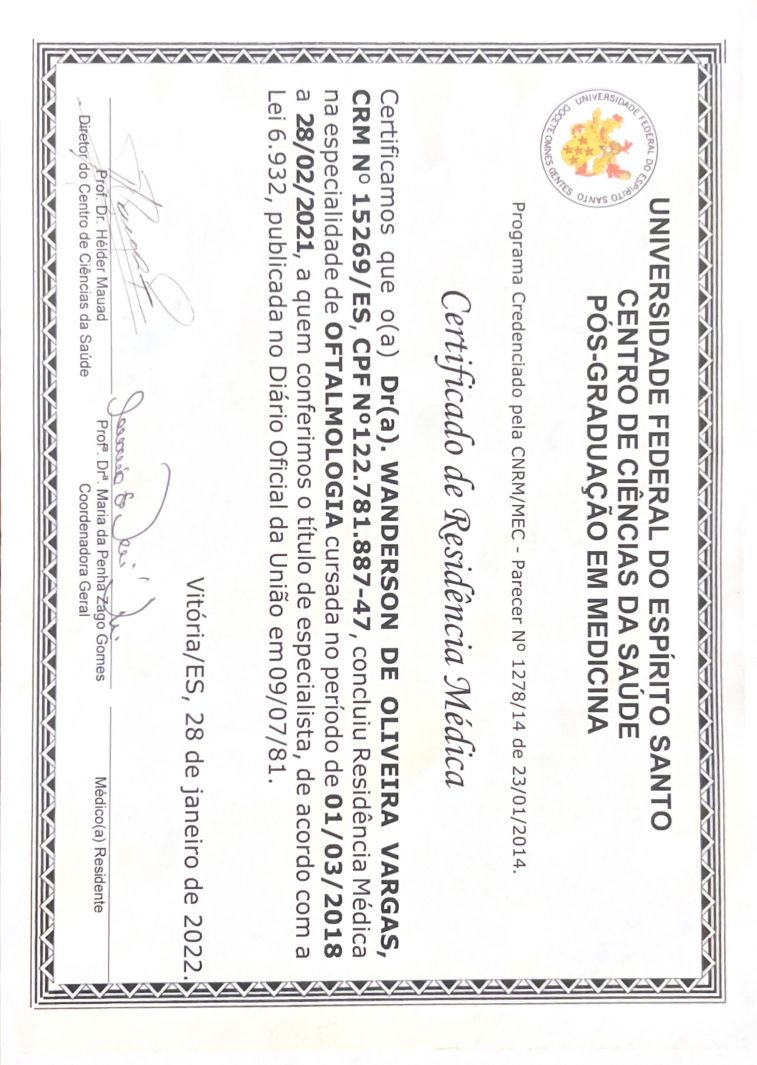 UNIVERSIDADE FEDERAL DO ESPÍRITO SANTO
CENTRO DE CIÊNCIAS DA SAÚDE
PÓS-GRADUAÇÃO EM MEDICINA
UNIVERSIDADE FEDERAL DO ESPÍRITO SANTO
DOCETE OMNES GENTES
Programa Credenciado pela CNRM/MEC - Parecer Nº 1278/14 de 23/01/2014.
Certificado de Residência Médica
Certificamos que o(a) Dr(a). WANDERSON DE OLIVEIRA VARGAS,
CRM Nº 15269/ES, CPF Nº122.781.887-47, concluiu Residência Médica
na especialidade de OFTALMOLOGIA cursada no período de 01/03/2018
a 28/02/2021, a quem conferimos o título de especialista, de acordo com a
Lei 6.932, publicada no Diário Oficial da União em 09/07/81.
Vitória/ES, 28 de janeiro de 2022.
Prof. Dr. Hélder Mauad
Diretor do Centro de Ciências da Saúde
Profª. Drª. Maria da Penha Zago Gomes
Coordenadora Geral
Médico(a) Residente